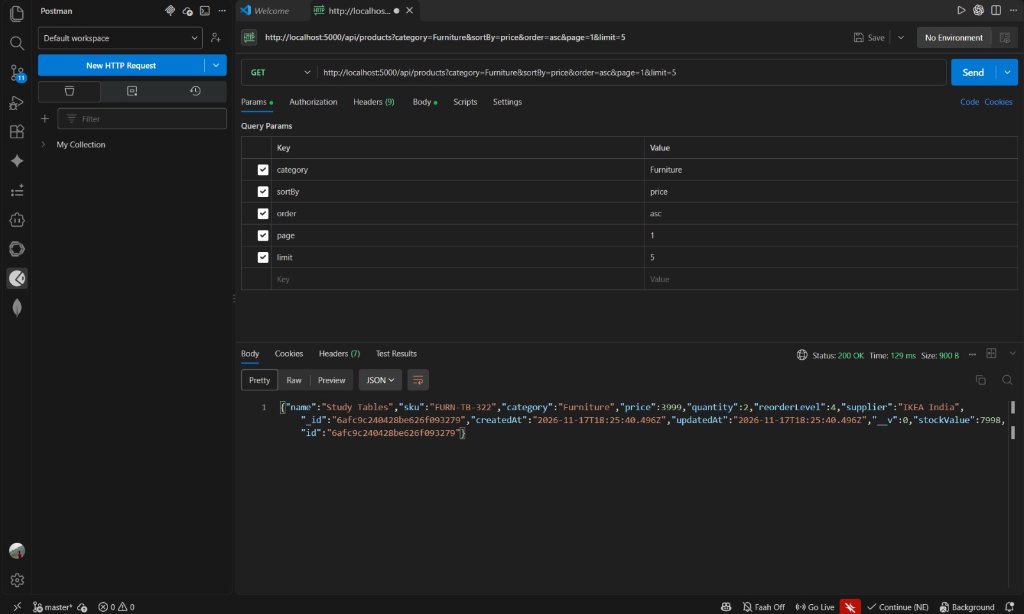 Postman
Welcome
http://localhos...
Default workspace
http://localhost:5000/api/products?category=Furniture&sortBy=price&order=asc&page=1&limit=5
Save
No Environment
New HTTP Request
GET
http://localhost:5000/api/products?category=Furniture&sortBy=price&order=asc&page=1&limit=5
Send
11
Params
Authorization
Headers (9)
Body
Scripts
Settings
Code
Cookies
Filter
Query Params
My Collection
Key
Value
category
Furniture
sortBy
price
order
asc
page
1
limit
5
Key
Value
Body
Cookies
Headers (7)
Test Results
Status: 200 OK
Time: 129 ms
Size: 900 B
Pretty
Raw
Preview
JSON
1
{"name":"Study Tables","sku":"FURN-TB-322","category":"Furniture","price":3999,"quantity":2,"reorderLevel":4,"supplier":"IKEA India",
"_id":"6afc9c240428be626f093279","createdAt":"2026-11-17T18:25:40.496Z","updatedAt":"2026-11-17T18:25:40.496Z","__v":0,"stockValue":7998,
"id":"6afc9c240428be626f093279"}
master*
0
0
Faah Off
Go Live
Continue (NE)
Background